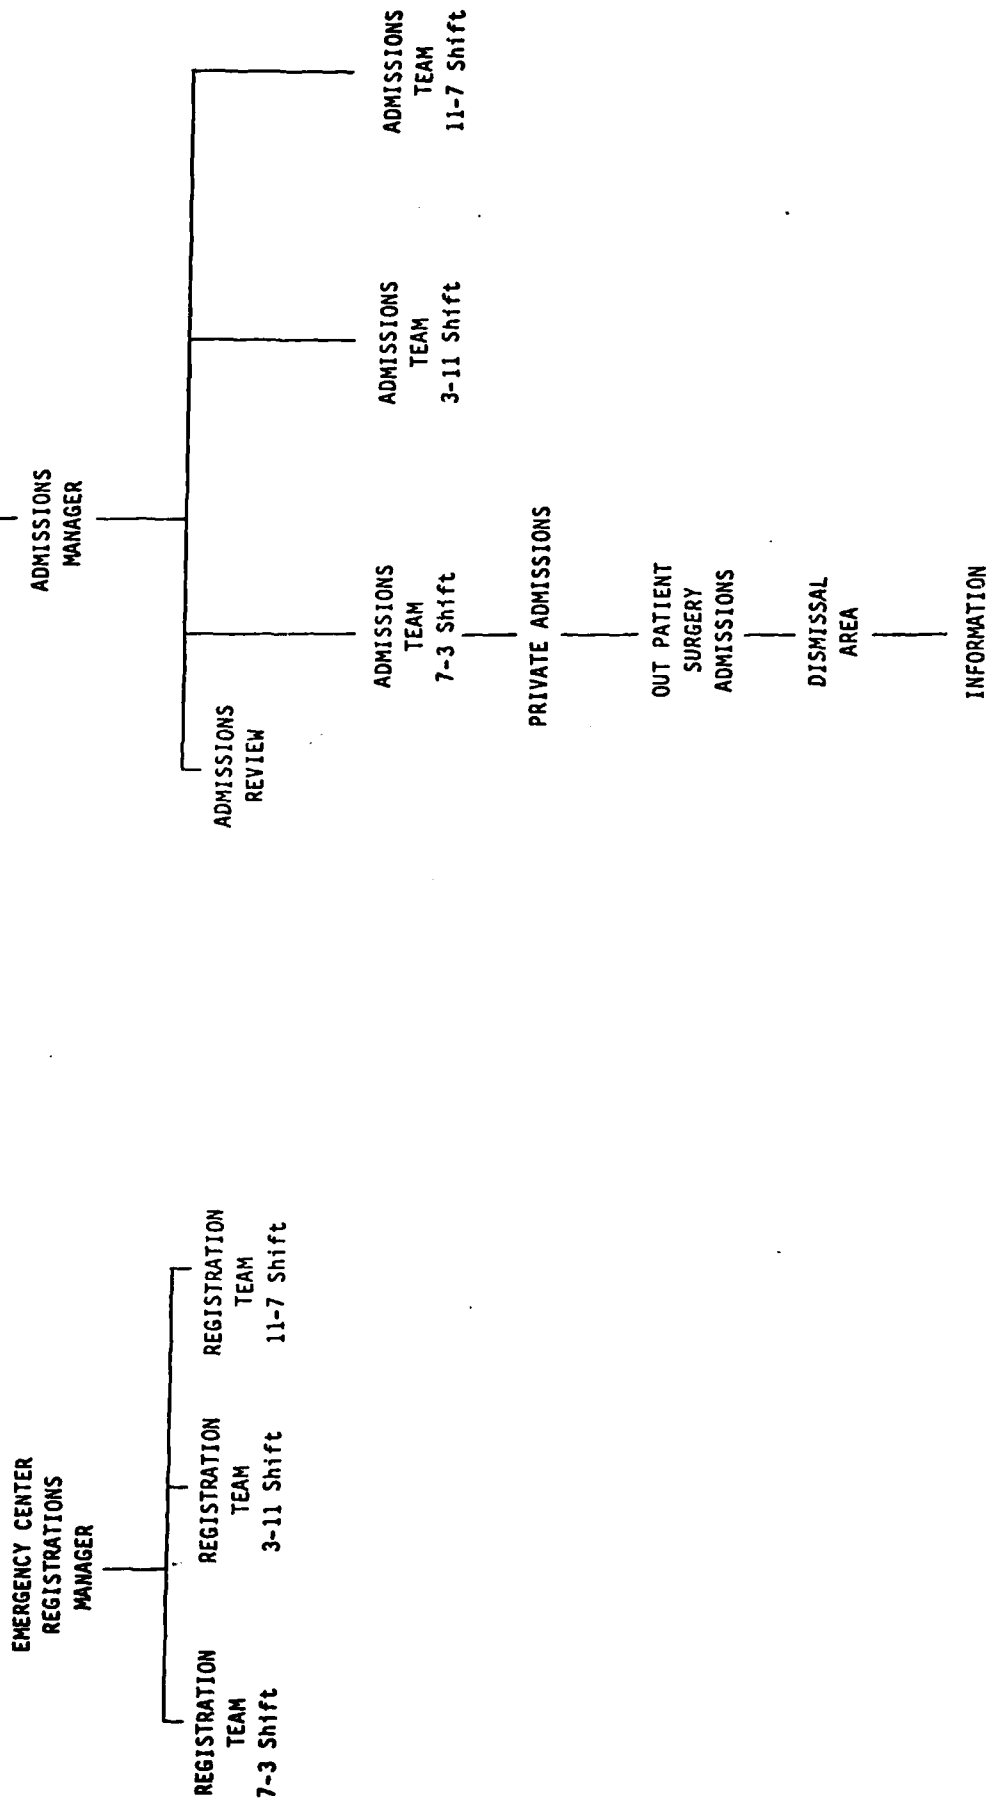 EMERGENCY CENTER
REGISTRATIONS
MANAGER
REGISTRATION
TEAM
7-3 Shift
REGISTRATION
TEAM
3-11 Shift
REGISTRATION
TEAM
11-7 Shift
ADMISSIONS
MANAGER
ADMISSIONS
REVIEW
ADMISSIONS
TEAM
7-3 Shift
PRIVATE ADMISSIONS
OUT PATIENT
SURGERY
ADMISSIONS
DISMISSAL
AREA
INFORMATION
ADMISSIONS
TEAM
3-11 Shift
ADMISSIONS
TEAM
11-7 Shift